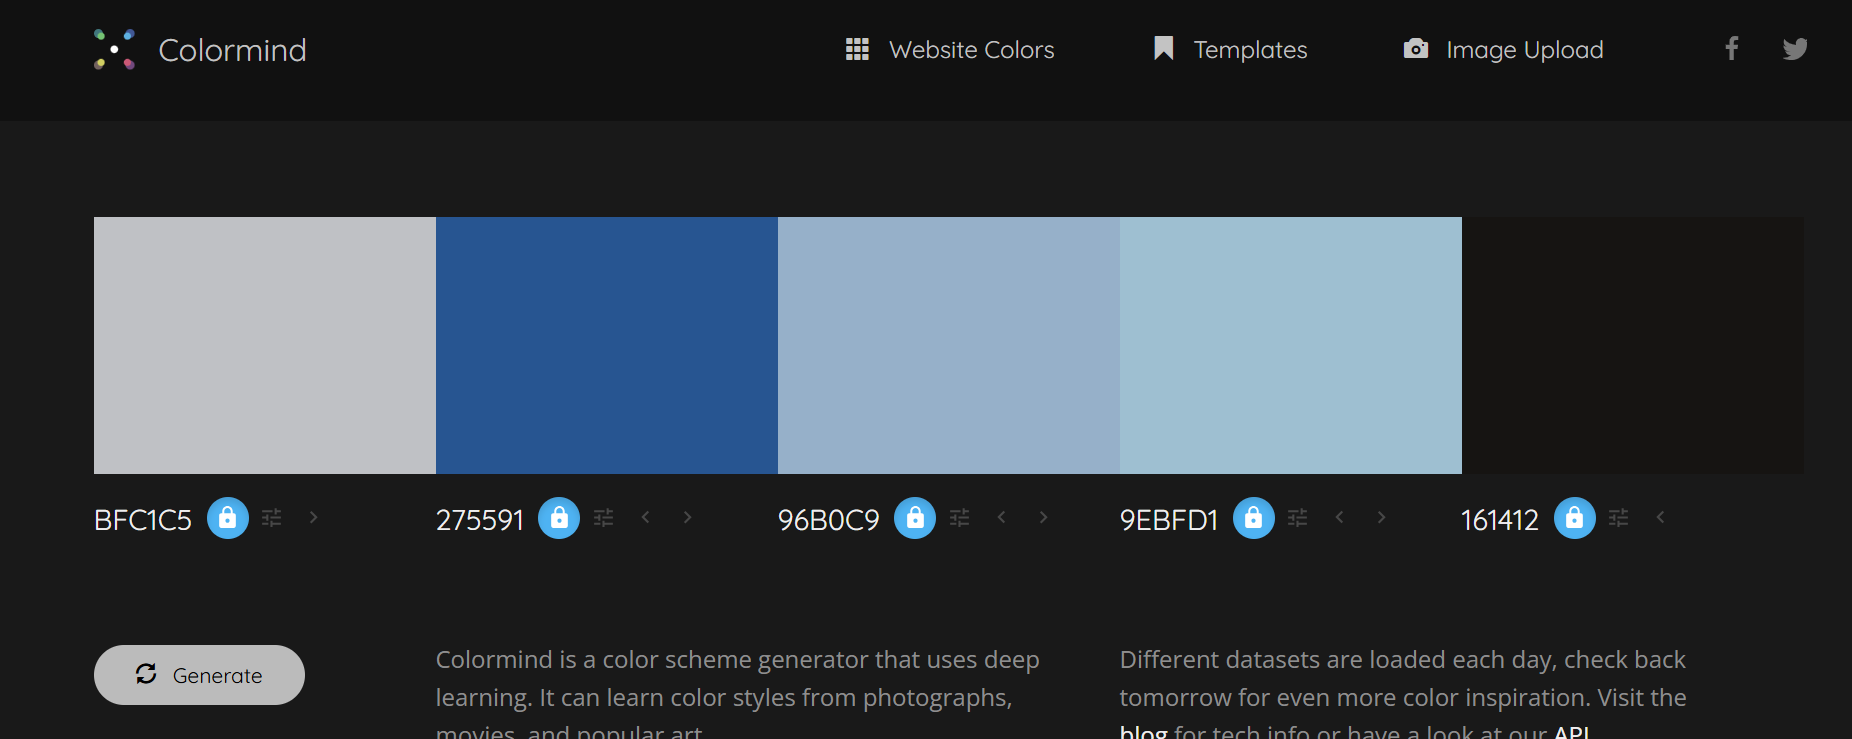 Colormind
Website Colors
Templates
Image Upload
BFC1C5
275591
96B0C9
9EBFD1
161412
Generate
Colormind is a color scheme generator that uses deep
learning. It can learn color styles from photographs,
movies, and popular art.
Different datasets are loaded each day, check back
tomorrow for even more color inspiration. Visit the
blog for tech info or have a look at our API